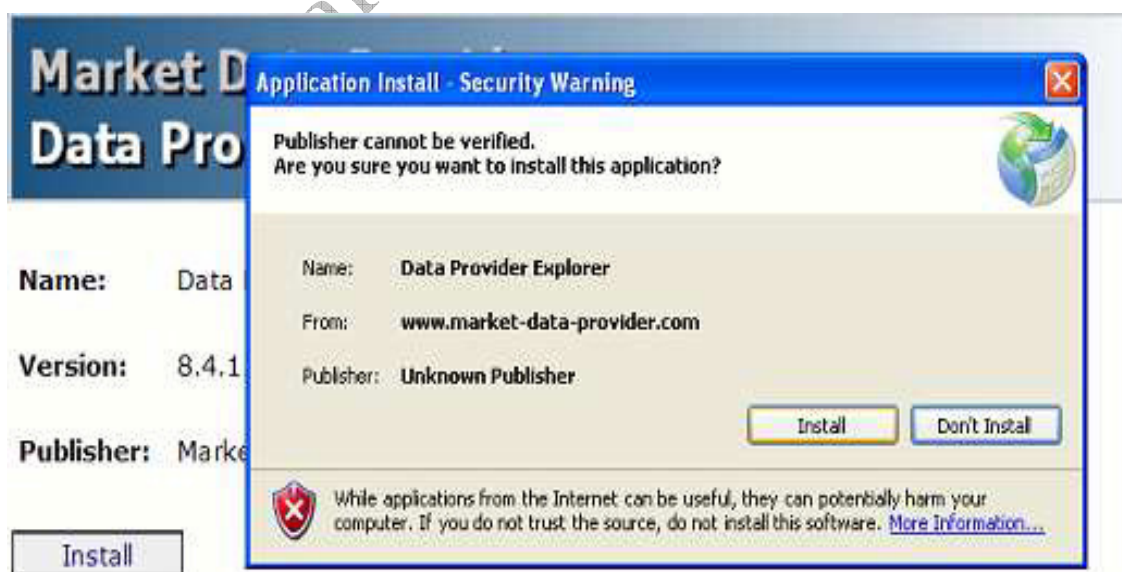 Market D
Data Pro
Application Install - Security Warning
Publisher cannot be verified.
Are you sure you want to install this application?
Name: Data Provider Explorer
From: www.market-data-provider.com
Publisher: Unknown Publisher
Install Don't Install
While applications from the Internet can be useful, they can potentially harm your
computer. If you do not trust the source, do not install this software. More Information...
Name: Data
Version: 8.4.1
Publisher: Marke
Install